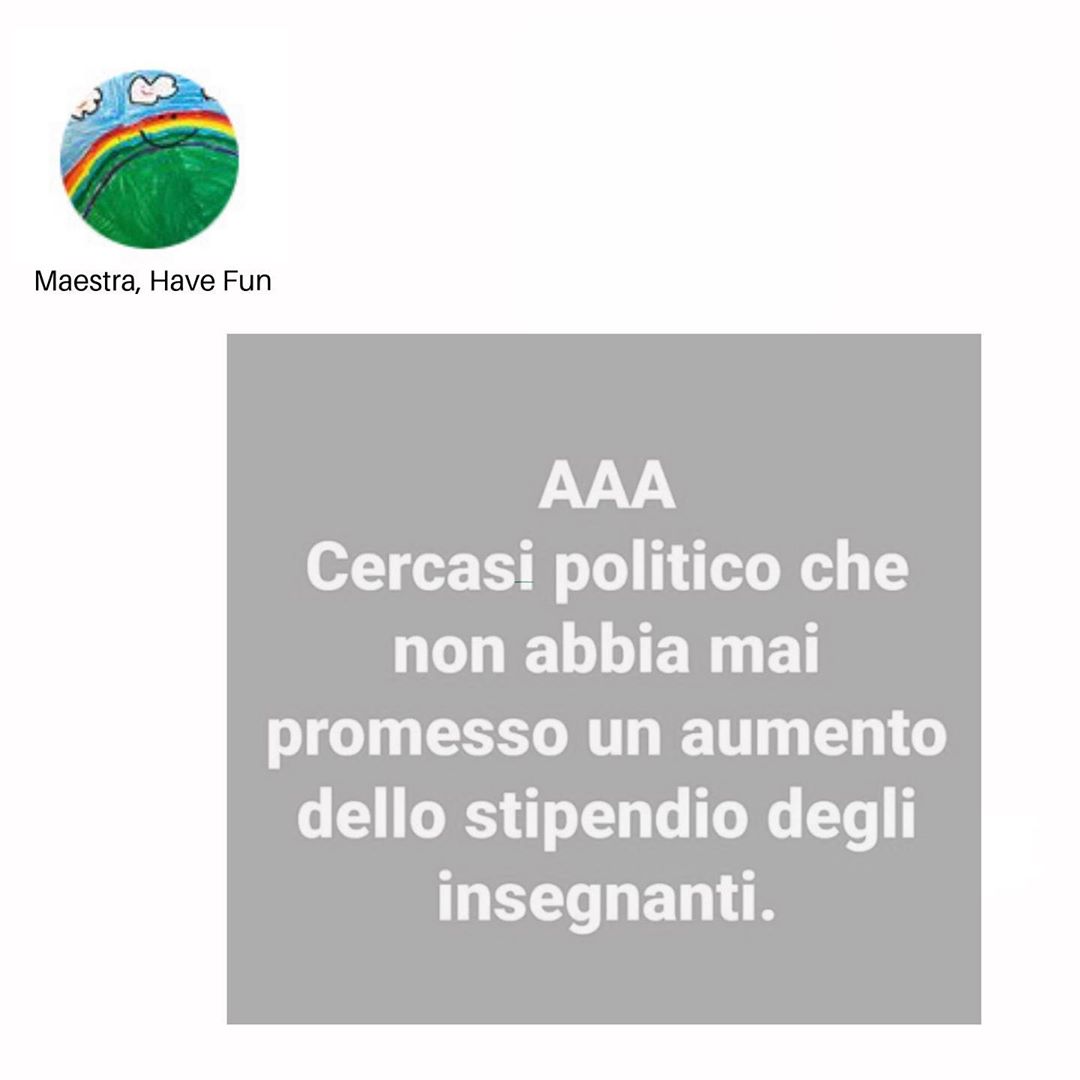 Maestra, Have Fun
AAA
Cercasi politico che
non abbia mai
promesso un aumento
dello stipendio degli
insegnanti.